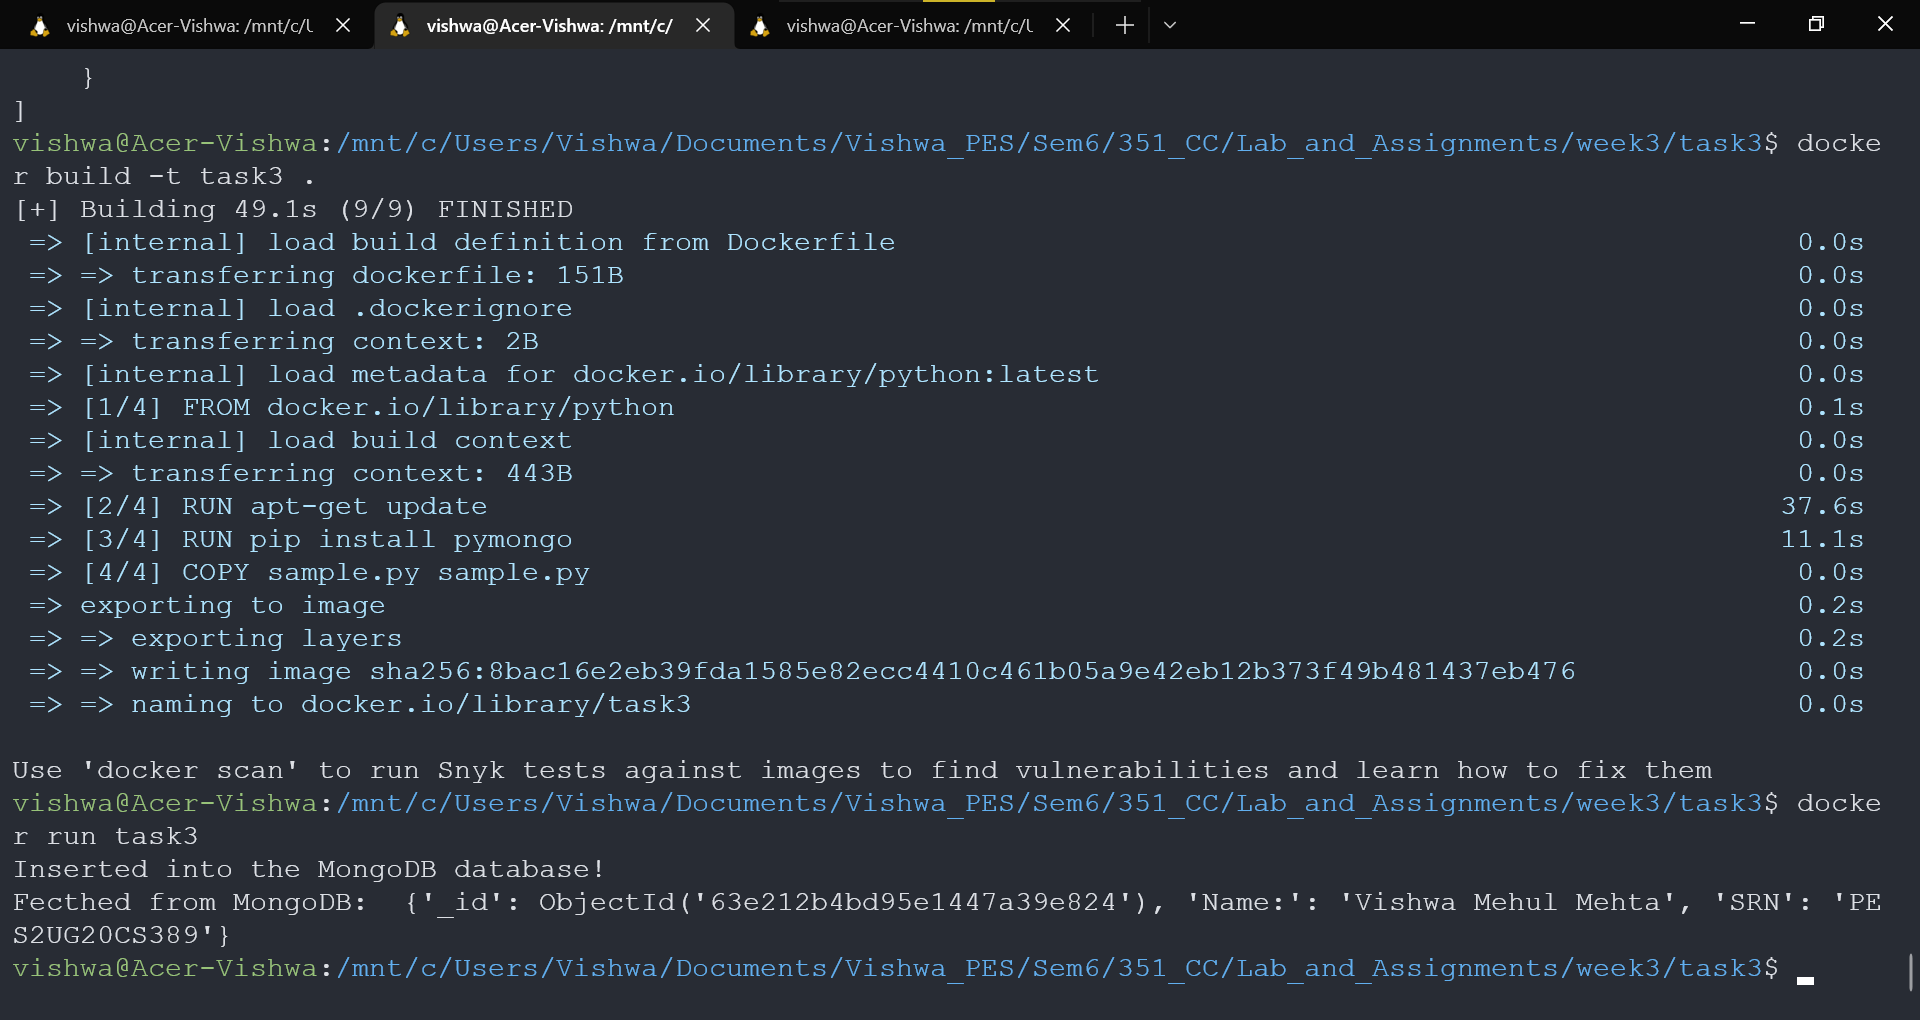 vishwa@Acer-Vishwa: /mnt/c/l
vishwa@Acer-Vishwa: /mnt/c/
vishwa@Acer-Vishwa: /mnt/c/l
    }
]
vishwa@Acer-Vishwa:/mnt/c/Users/Vishwa/Documents/Vishwa_PES/Sem6/351_CC/Lab_and_Assignments/week3/task3$ docke
r build -t task3 .
[+] Building 49.1s (9/9) FINISHED
 => [internal] load build definition from Dockerfile 0.0s
 => => transferring dockerfile: 151B 0.0s
 => [internal] load .dockerignore 0.0s
 => => transferring context: 2B 0.0s
 => [internal] load metadata for docker.io/library/python:latest 0.0s
 => [1/4] FROM docker.io/library/python 0.1s
 => [internal] load build context 0.0s
 => => transferring context: 443B 0.0s
 => [2/4] RUN apt-get update 37.6s
 => [3/4] RUN pip install pymongo 11.1s
 => [4/4] COPY sample.py sample.py 0.0s
 => exporting to image 0.2s
 => => exporting layers 0.2s
 => => writing image sha256:8bac16e2eb39fda1585e82ecc4410c461b05a9e42eb12b373f49b481437eb476 0.0s
 => => naming to docker.io/library/task3 0.0s

Use 'docker scan' to run Snyk tests against images to find vulnerabilities and learn how to fix them
vishwa@Acer-Vishwa:/mnt/c/Users/Vishwa/Documents/Vishwa_PES/Sem6/351_CC/Lab_and_Assignments/week3/task3$ docke
r run task3
Inserted into the MongoDB database!
Fecthed from MongoDB:  {'_id': ObjectId('63e212b4bd95e1447a39e824'), 'Name:': 'Vishwa Mehul Mehta', 'SRN': 'PE
S2UG20CS389'}
vishwa@Acer-Vishwa:/mnt/c/Users/Vishwa/Documents/Vishwa_PES/Sem6/351_CC/Lab_and_Assignments/week3/task3$